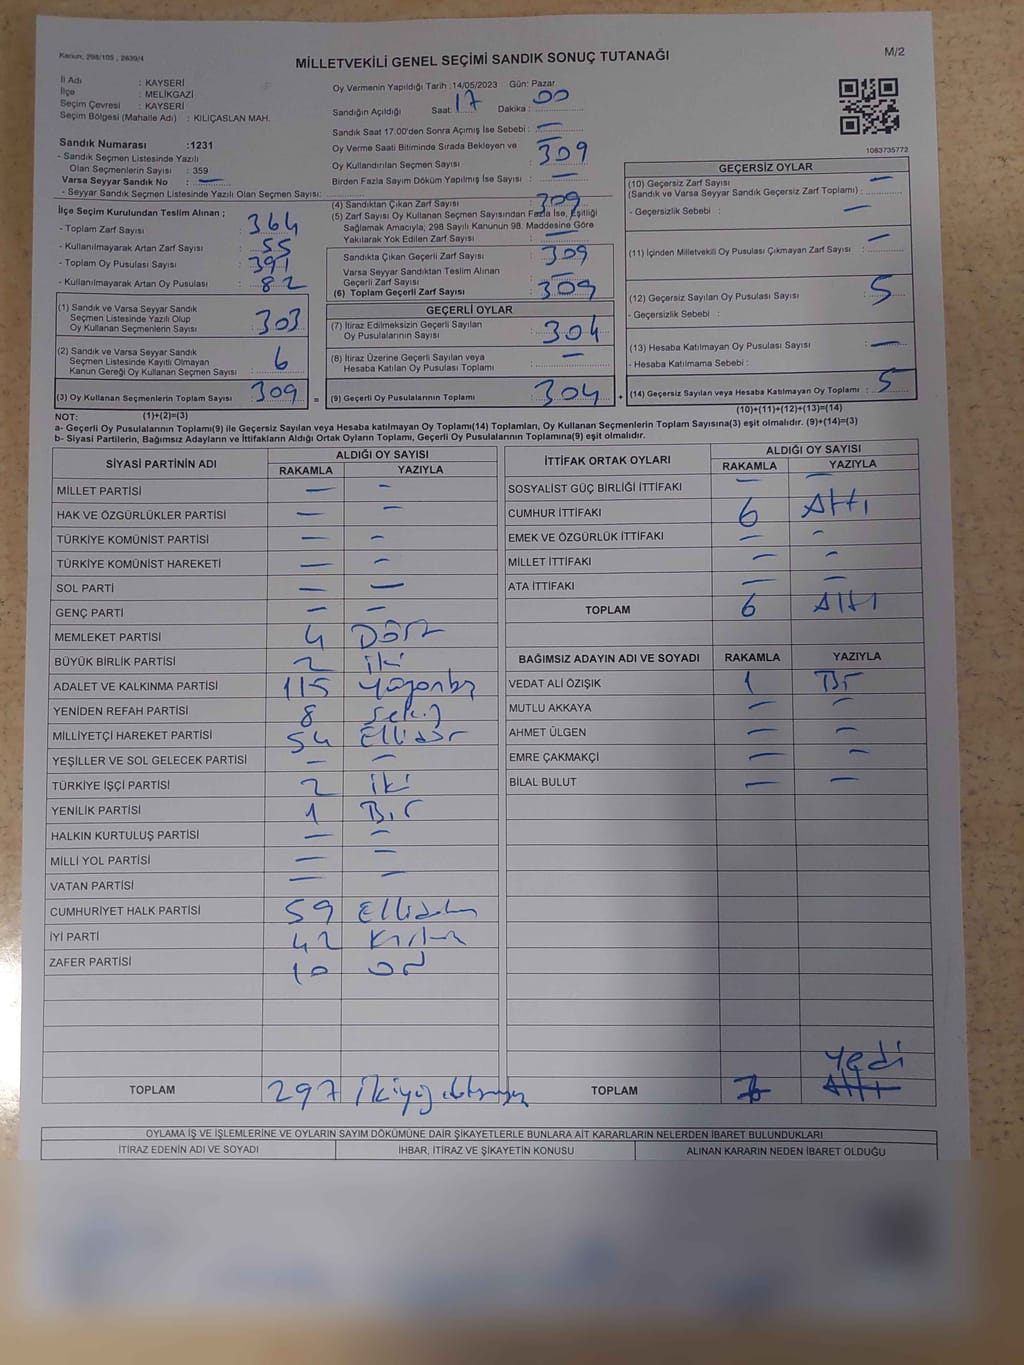 Kanun; 298/105 , 2839/4
MİLLETVEKİLİ GENEL SEÇİMİ SANDIK SONUÇ TUTANAĞI
M/2
İl Adı : KAYSERİ
İlçe : MELİKGAZİ
Seçim Çevresi : KAYSERİ
Seçim Bölgesi (Mahalle Adı) : KILIÇASLAN MAH.
Sandık Numarası :1231
- Sandık Seçmen Listesinde Yazılı
Olan Seçmenlerin Sayısı : 359
Varsa Seyyar Sandık No : —
- Seyyar Sandık Seçmen Listesinde Yazılı Olan Seçmen Sayısı:
Oy Vermenin Yapıldığı Tarih :14/05/2023 Gün: Pazar
Sandığın Açıldığı Saat: 17 Dakika : 00
Sandık Saat 17.00'den Sonra Açımış İse Sebebi : —
Oy Verme Saati Bitiminde Sırada Bekleyen ve : —
Oy Kullandırılan Seçmen Sayısı : 309
Birden Fazla Sayım Döküm Yapılmış İse Sayısı : —
1083735772
İlçe Seçim Kurulundan Teslim Alınan ;
- Toplam Zarf Sayısı : 364
- Kullanılmayarak Artan Zarf Sayısı : 55
- Toplam Oy Pusulası Sayısı : 391
- Kullanılmayarak Artan Oy Pusulası : 82
(1) Sandık ve Varsa Seyyar Sandık
Seçmen Listesinde Yazılı Olup
Oy Kullanan Seçmenlerin Sayısı : 303
(2) Sandık ve Varsa Seyyar Sandık
Seçmen Listesinde Kayıtlı Olmayan
Kanun Gereği Oy Kullanan Seçmen Sayısı : 6
(3) Oy Kullanan Seçmenlerin Toplam Sayısı : 309 =
(4) Sandıktan Çıkan Zarf Sayısı : 309
(5) Zarf Sayısı Oy Kullanan Seçmen Sayısından Fazla İse, Eşitliği
Sağlamak Amacıyla; 298 Sayılı Kanunun 98. Maddesine Göre
Yakılarak Yok Edilen Zarf Sayısı : —
Sandıkta Çıkan Geçerli Zarf Sayısı : 309
Varsa Seyyar Sandıktan Teslim Alınan
Geçerli Zarf Sayısı : —
(6) Toplam Geçerli Zarf Sayısı : 309
GEÇERLİ OYLAR
(7) İtiraz Edilmeksizin Geçerli Sayılan
Oy Pusulalarının Sayısı : 304
(8) İtiraz Üzerine Geçerli Sayılan veya
Hesaba Katılan Oy Pusulası Toplamı : —
(9) Geçerli Oy Pusulalarının Toplamı : 304 +
GEÇERSİZ OYLAR
(10) Geçersiz Zarf Sayısı : —
(Sandık ve Varsa Seyyar Sandık Geçersiz Zarf Toplamı)
- Geçersizlik Sebebi : —
(11) İçinden Milletvekili Oy Pusulası Çıkmayan Zarf Sayısı : —
(12) Geçersiz Sayılan Oy Pusulası Sayısı : 5
- Geçersizlik Sebebi :
(13) Hesaba Katılmayan Oy Pusulası Sayısı : —
- Hesaba Katılmama Sebebi :
(14) Geçersiz Sayılan veya Hesaba Katılmayan Oy Toplamı : 5
NOT: (1)+(2)=(3) (10)+(11)+(12)+(13)=(14)
a- Geçerli Oy Pusulalarının Toplamı(9) ile Geçersiz Sayılan veya Hesaba katılmayan Oy Toplamı(14) Toplamları, Oy Kullanan Seçmenlerin Toplam Sayısına(3) eşit olmalıdır. (9)+(14)=(3)
b- Siyasi Partilerin, Bağımsız Adayların ve İttifakların Aldığı Ortak Oyların Toplamı, Geçerli Oy Pusulalarının Toplamına(9) eşit olmalıdır.
SİYASİ PARTİNİN ADI ALDIĞI OY SAYISI
RAKAMLA YAZIYLA
MİLLET PARTİSİ — —
HAK VE ÖZGÜRLÜKLER PARTİSİ — —
TÜRKİYE KOMÜNİST PARTİSİ — —
TÜRKİYE KOMÜNİST HAREKETİ — —
SOL PARTİ — —
GENÇ PARTİ — —
MEMLEKET PARTİSİ 4 Dört
BÜYÜK BİRLİK PARTİSİ 2 iki
ADALET VE KALKINMA PARTİSİ 115 yüzonbeş
YENİDEN REFAH PARTİSİ 8 Sekiz
MİLLİYETÇİ HAREKET PARTİSİ 54 Ellidör
YEŞİLLER VE SOL GELECEK PARTİSİ — —
TÜRKİYE İŞÇİ PARTİSİ 2 iki
YENİLİK PARTİSİ 1 Bir
HALKIN KURTULUŞ PARTİSİ — —
MİLLİ YOL PARTİSİ — —
VATAN PARTİSİ — —
CUMHURİYET HALK PARTİSİ 59
İYİ PARTİ 42
ZAFER PARTİSİ 10 on
TOPLAM 297
İTTİFAK ORTAK OYLARI ALDIĞI OY SAYISI
RAKAMLA YAZIYLA
SOSYALİST GÜÇ BİRLİĞİ İTTİFAKI — —
CUMHUR İTTİFAKI 6 Altı
EMEK VE ÖZGÜRLÜK İTTİFAKI — —
MİLLET İTTİFAKI — —
ATA İTTİFAKI — —
TOPLAM 6 Altı
BAĞIMSIZ ADAYIN ADI VE SOYADI RAKAMLA YAZIYLA
VEDAT ALİ ÖZIŞIK 1 Bir
MUTLU AKKAYA — —
AHMET ÜLGEN — —
EMRE ÇAKMAKÇİ — —
BİLAL BULUT — —
yedi
TOPLAM 7 Altı
OYLAMA İŞ VE İŞLEMLERİNE VE OYLARIN SAYIM DÖKÜMÜNE DAİR ŞİKAYETLERLE BUNLARA AİT KARARLARIN NELERDEN İBARET BULUNDUKLARI
İTİRAZ EDENİN ADI VE SOYADI İHBAR, İTİRAZ VE ŞİKAYETİN KONUSU ALINAN KARARIN NEDEN İBARET OLDUĞU